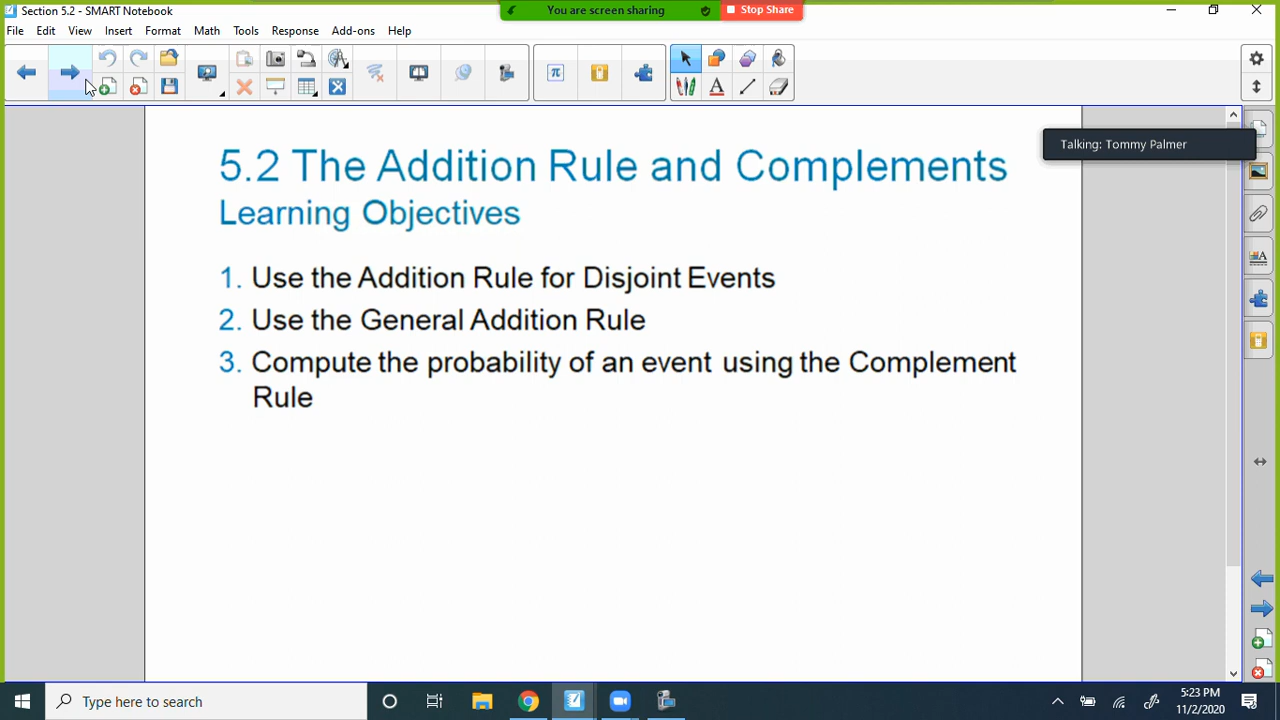 Section 5.2 - SMART Notebook
You are screen sharing
Stop Share
File Edit View Insert Format Math Tools Response Add-ons Help
Talking: Tommy Palmer
5.2 The Addition Rule and Complements
Learning Objectives
1. Use the Addition Rule for Disjoint Events
2. Use the General Addition Rule
3. Compute the probability of an event using the Complement
Rule
Type here to search
5:23 PM
11/2/2020